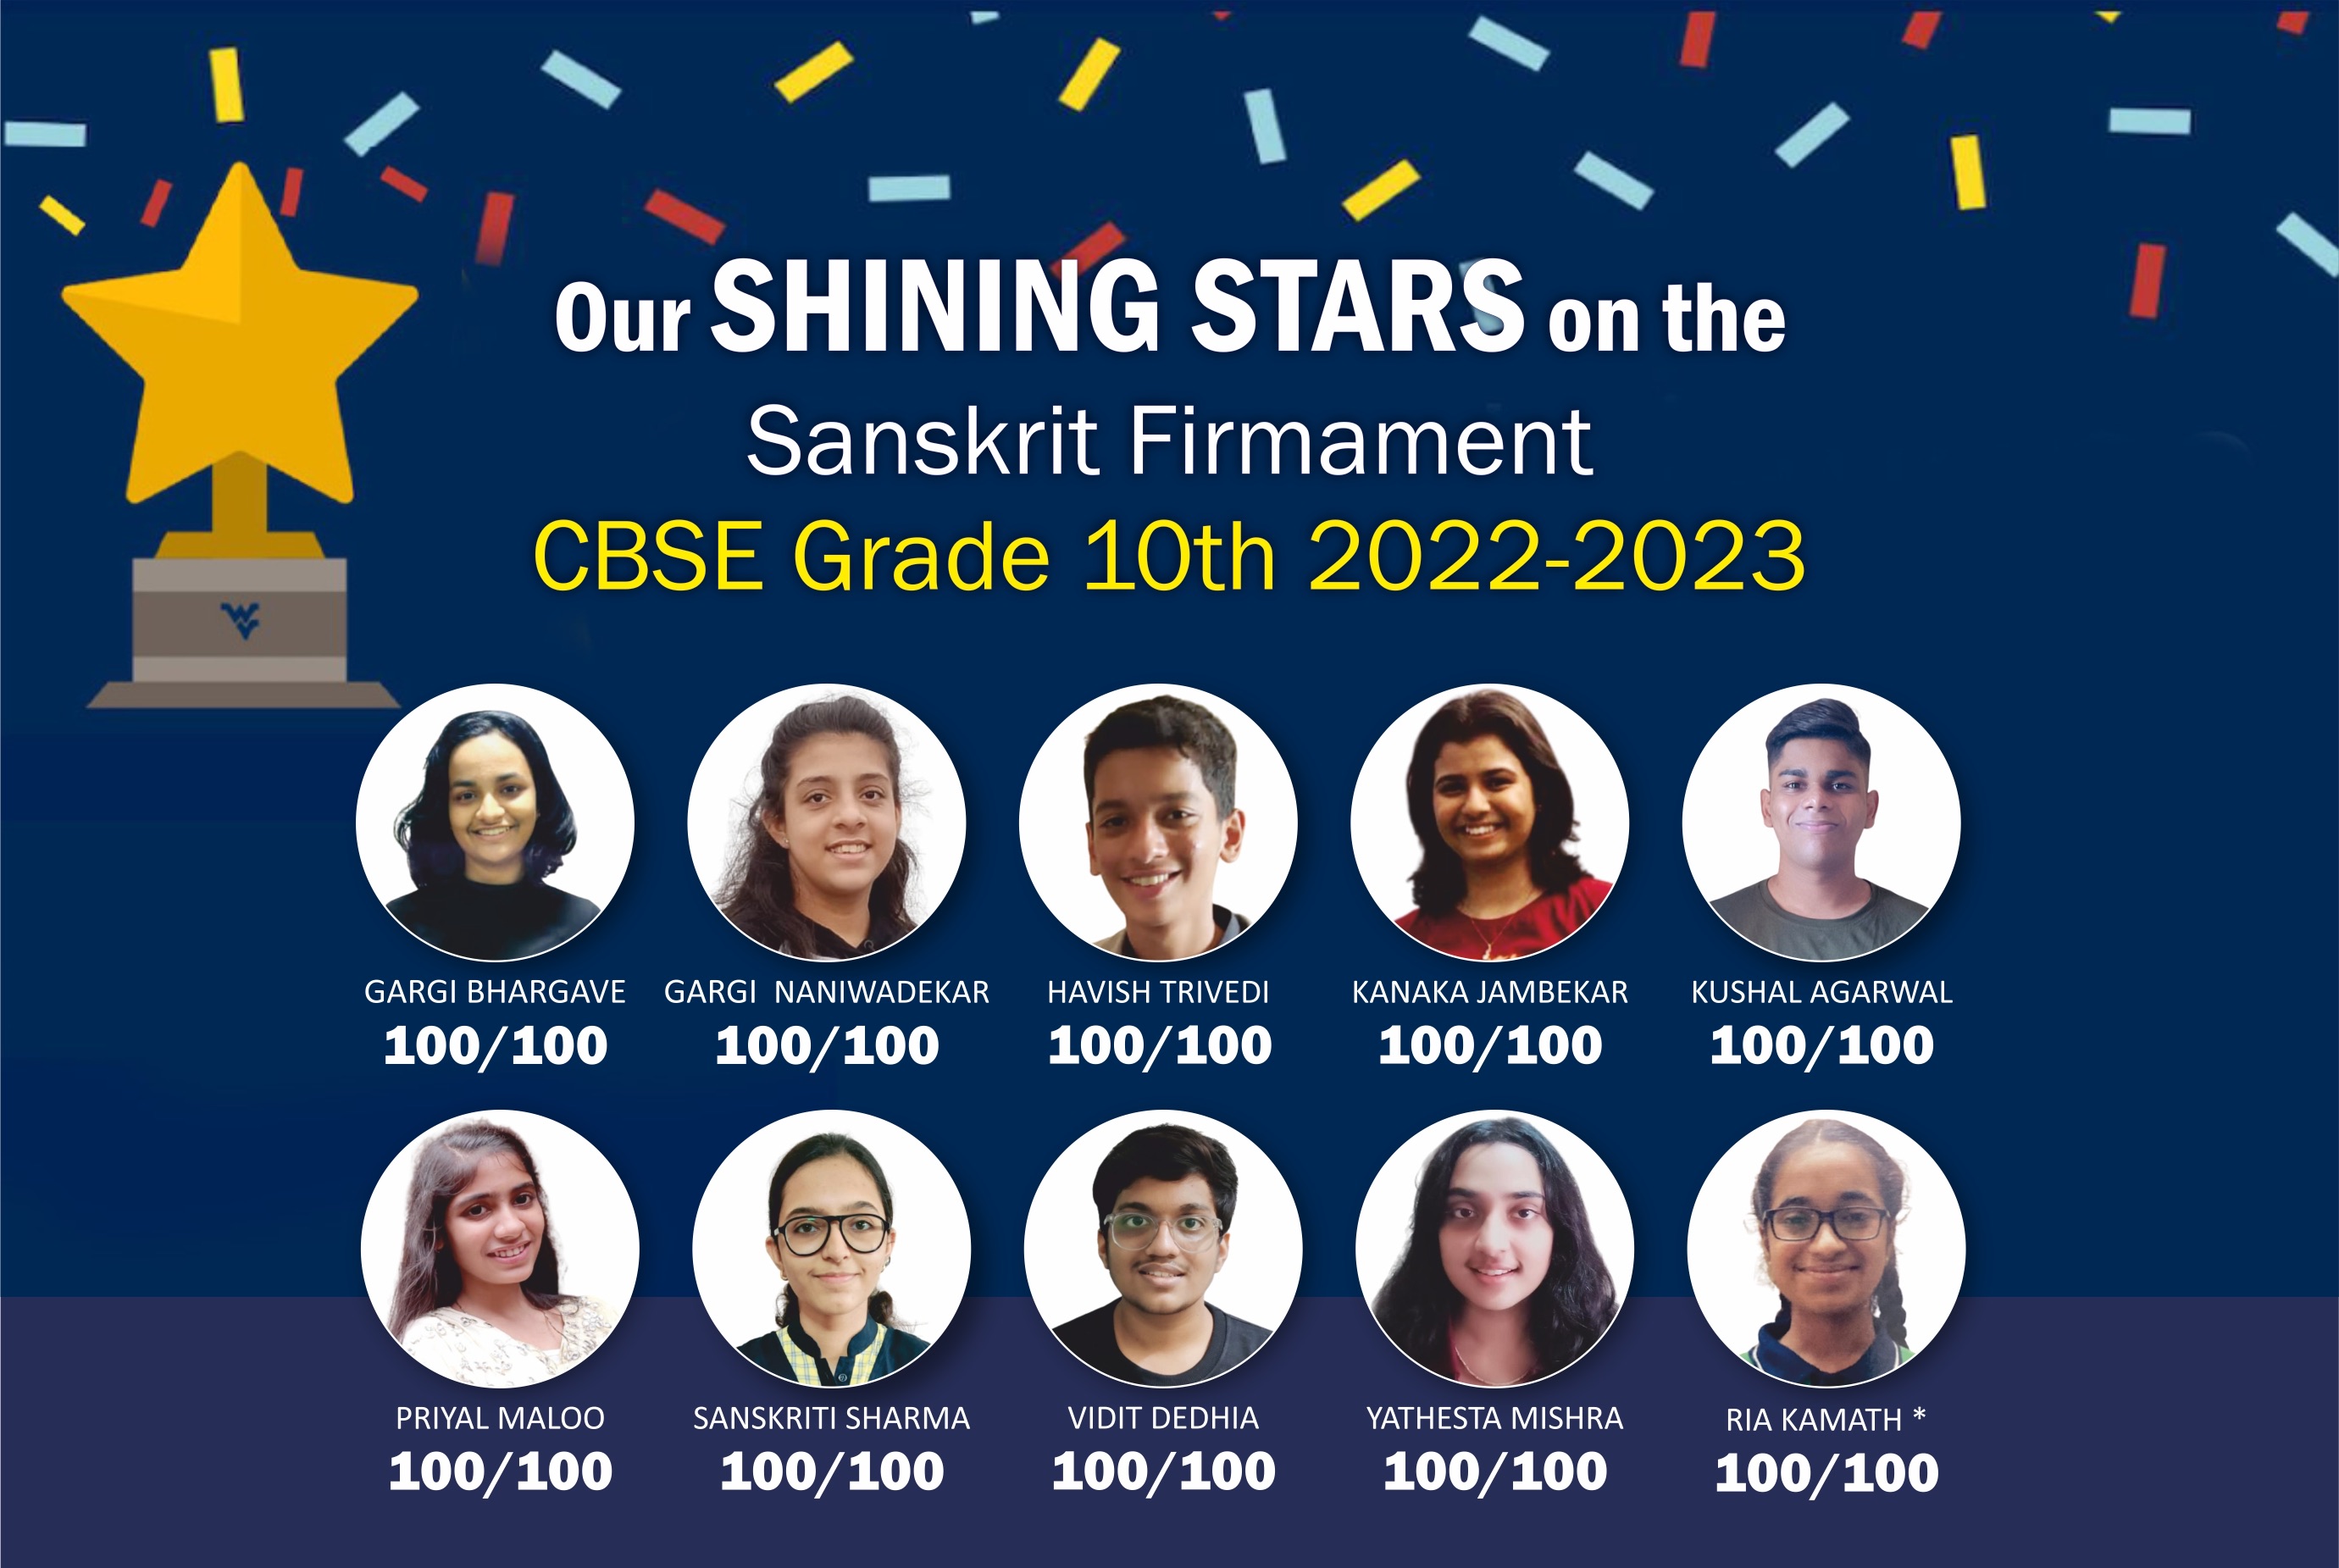 Our SHINING STARS on the
Sanskrit Firmament
CBSE Grade 10th 2022-2023
GARGI BHARGAVE GARGI NANIWADEKAR HAVISH TRIVEDI KANAKA JAMBEKAR KUSHAL AGARWAL
100/100 100/100 100/100 100/100 100/100
PRIYAL MALOO SANSKRITI SHARMA VIDIT DEDHIA YATHESTA MISHRA RIA KAMATH *
100/100 100/100 100/100 100/100 100/100